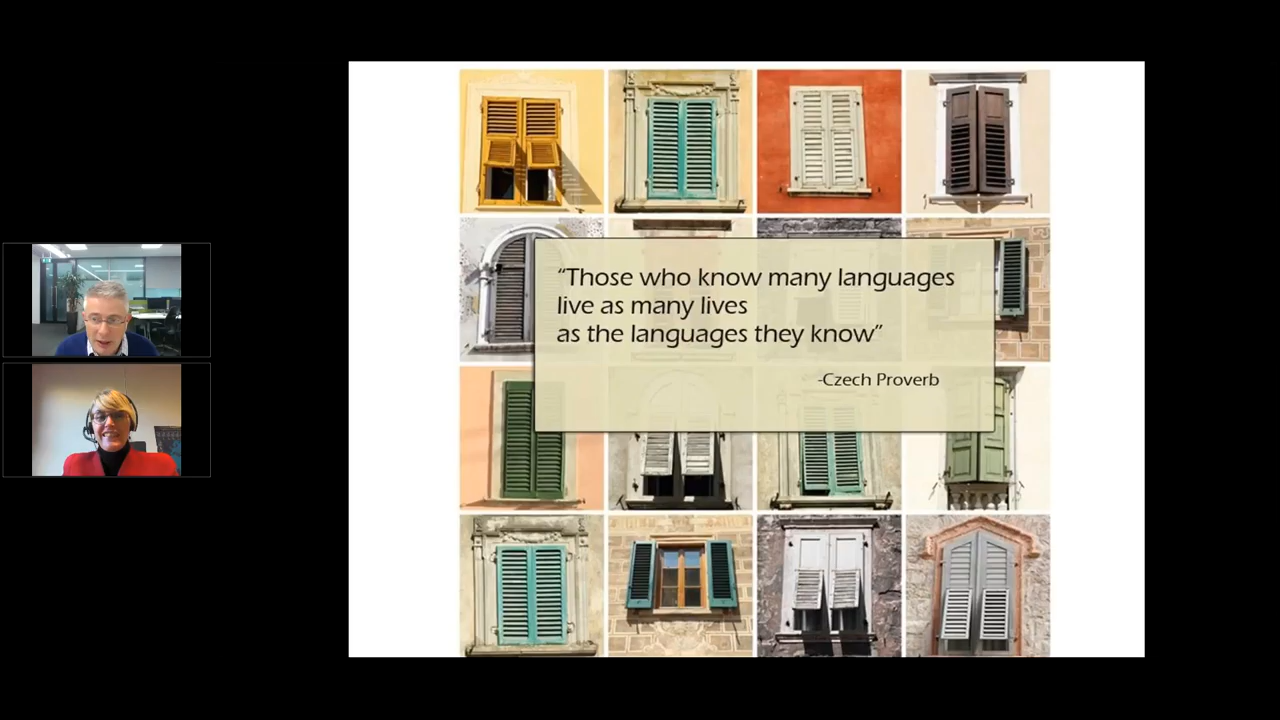 “Those who know many languages
live as many lives
as the languages they know”
-Czech Proverb